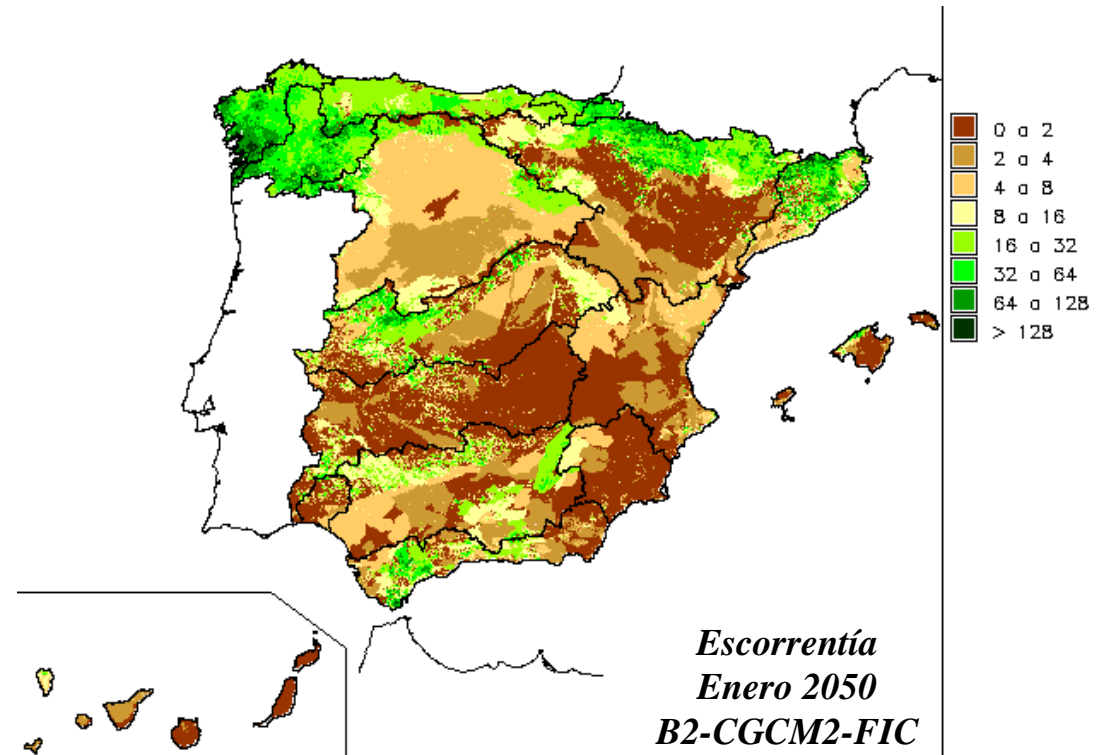 0 a 2
2 a 4
4 a 8
8 a 16
16 a 32
32 a 64
64 a 128
> 128
Escorrentía
Enero 2050
B2-CGCM2-FIC